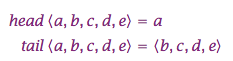 head ⟨a, b, c, d, e⟩ = a
tail ⟨a, b, c, d, e⟩ = ⟨b, c, d, e⟩